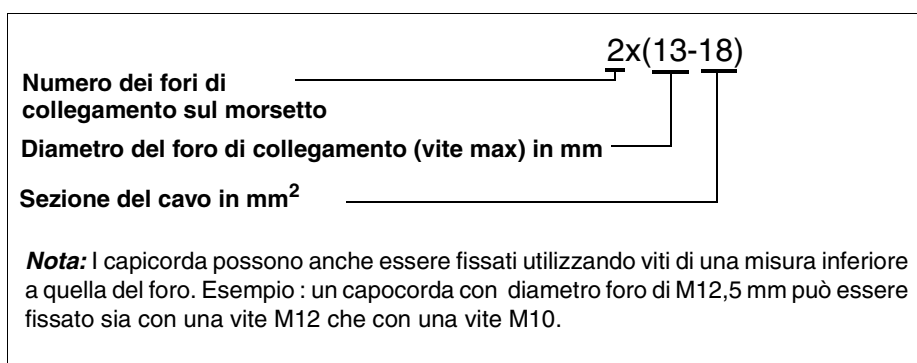 2x(13-18)
Numero dei fori di
collegamento sul morsetto
Diametro del foro di collegamento (vite max) in mm
Sezione del cavo in mm²
Nota: I capicorda possono anche essere fissati utilizzando viti di una misura inferiore
a quella del foro. Esempio : un capocorda con diametro foro di M12,5 mm può essere
fissato sia con una vite M12 che con una vite M10.